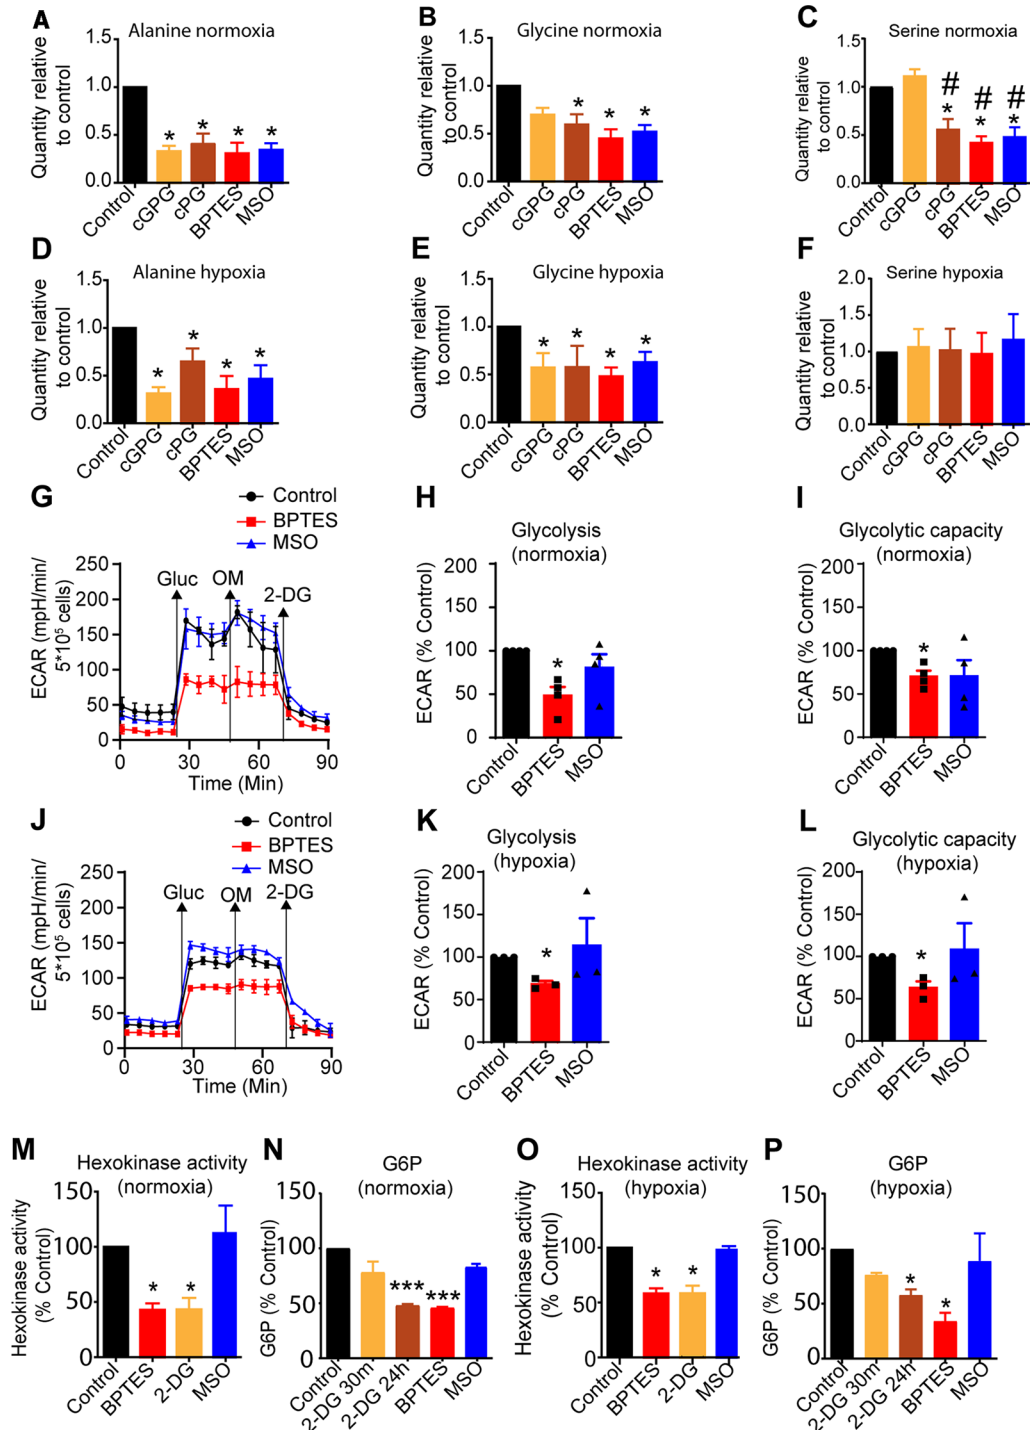 A
Alanine normoxia
Quantity relative
to control
1.5
1.0
0.5
0.0
* * * *
Control
cGPG
cPG
BPTES
MSO
B
Glycine normoxia
Quantity relative
to control
1.5
1.0
0.5
0.0
* * *
Control
cGPG
cPG
BPTES
MSO
C
Serine normoxia
Quantity relative
to control
1.5
1.0
0.5
0.0
# # #
* * *
Control
cGPG
cPG
BPTES
MSO
D
Alanine hypoxia
Quantity relative
to control
1.5
1.0
0.5
0.0
* * * *
Control
cGPG
cPG
BPTES
MSO
E
Glycine hypoxia
Quantity relative
to control
1.5
1.0
0.5
0.0
* * * *
Control
cGPG
cPG
BPTES
MSO
F
Serine hypoxia
Quantity relative
to control
2.0
1.5
1.0
0.5
0.0
Control
cGPG
cPG
BPTES
MSO
G
Control
BPTES
MSO
ECAR (mpH/min/
5*10⁵ cells)
250
200
150
100
50
0
Gluc OM 2-DG
0 30 60 90
Time (Min)
H
Glycolysis
(normoxia)
ECAR (% Control)
200
150
100
50
0
*
Control
BPTES
MSO
I
Glycolytic capacity
(normoxia)
ECAR (% Control)
200
150
100
50
0
*
Control
BPTES
MSO
J
Control
BPTES
MSO
ECAR (mpH/min/
5*10⁵ cells)
250
200
150
100
50
0
Gluc OM 2-DG
0 30 60 90
Time (Min)
K
Glycolysis
(hypoxia)
ECAR (% Control)
200
150
100
50
0
*
Control
BPTES
MSO
L
Glycolytic capacity
(hypoxia)
ECAR (% Control)
200
150
100
50
0
*
Control
BPTES
MSO
M
Hexokinase activity
(normoxia)
Hexokinase activity
(% Control)
150
100
50
0
* *
Control
BPTES
2-DG
MSO
N
G6P
(normoxia)
G6P (% Control)
150
100
50
0
*** ***
Control
2-DG 30m
2-DG 24h
BPTES
MSO
O
Hexokinase activity
(hypoxia)
Hexokinase activity
(% Control)
150
100
50
0
* *
Control
BPTES
2-DG
MSO
P
G6P
(hypoxia)
G6P (% Control)
150
100
50
0
* *
Control
2-DG 30m
2-DG 24h
BPTES
MSO